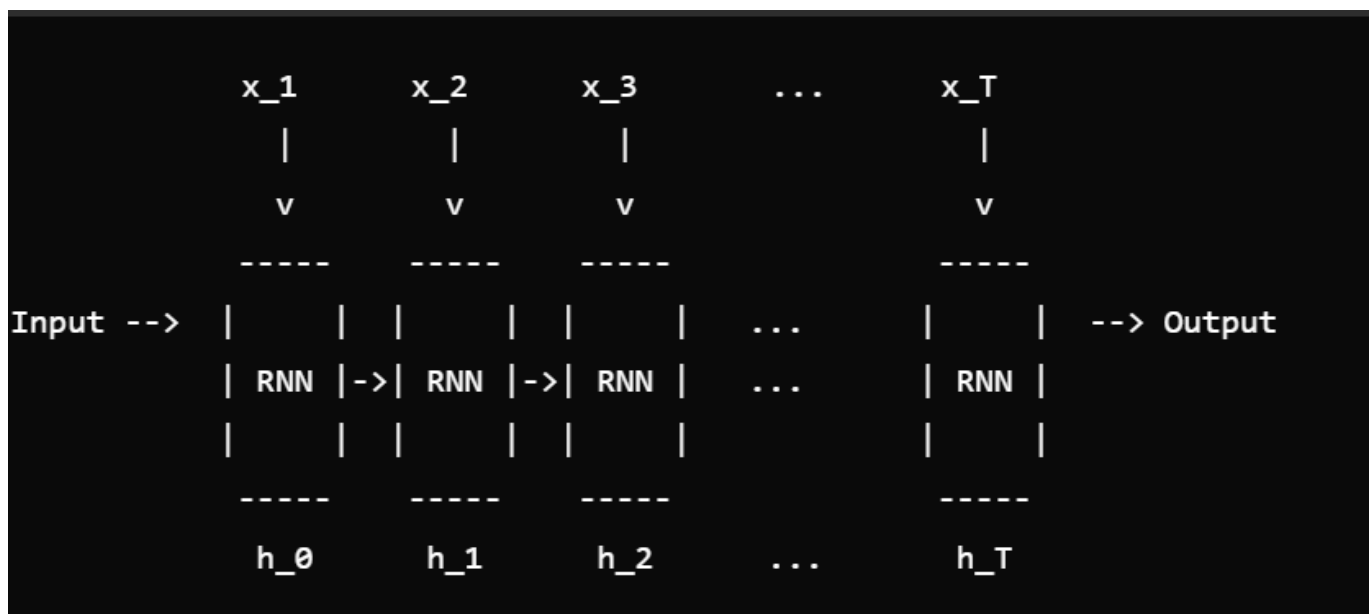 x_1 x_2 x_3 ... x_T
| | | |
v v v v
----- ----- ----- -----
Input --> | | | | | | ... | | --> Output
| RNN |->| RNN |->| RNN | ... | RNN |
| | | | | | | |
----- ----- ----- -----
h_0 h_1 h_2 ... h_T